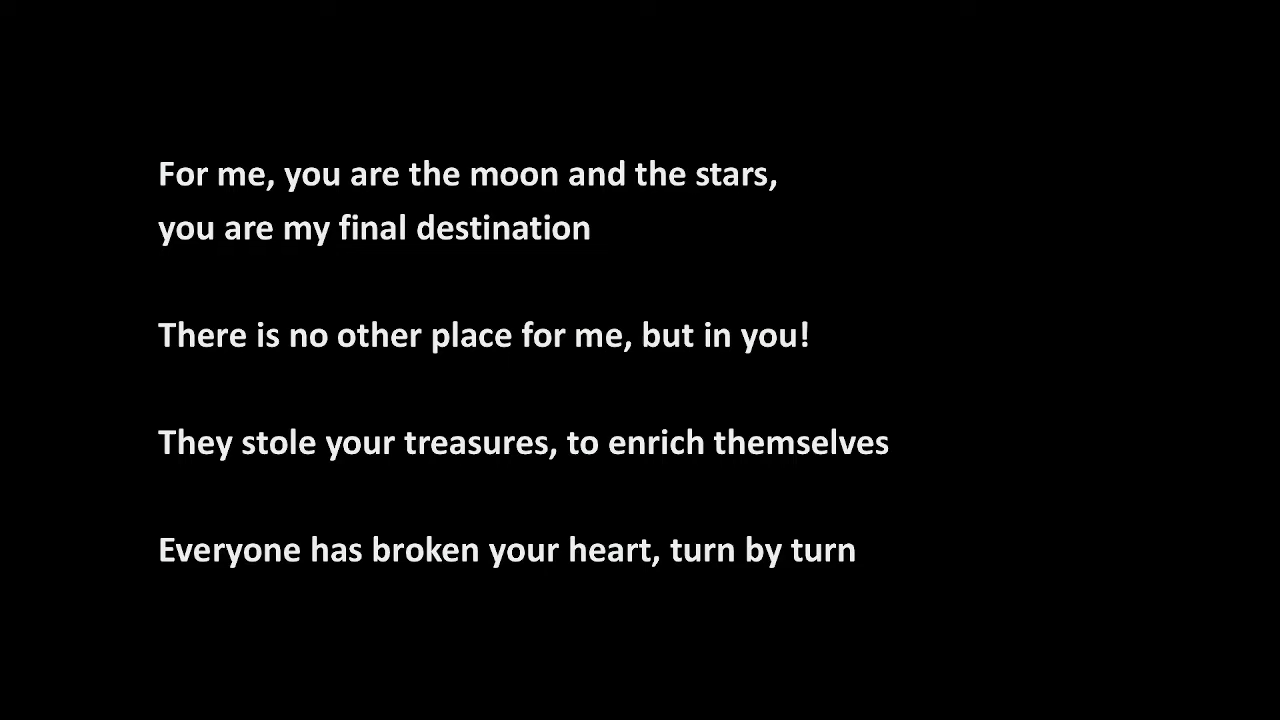 For me, you are the moon and the stars,
you are my final destination
There is no other place for me, but in you!
They stole your treasures, to enrich themselves
Everyone has broken your heart, turn by turn